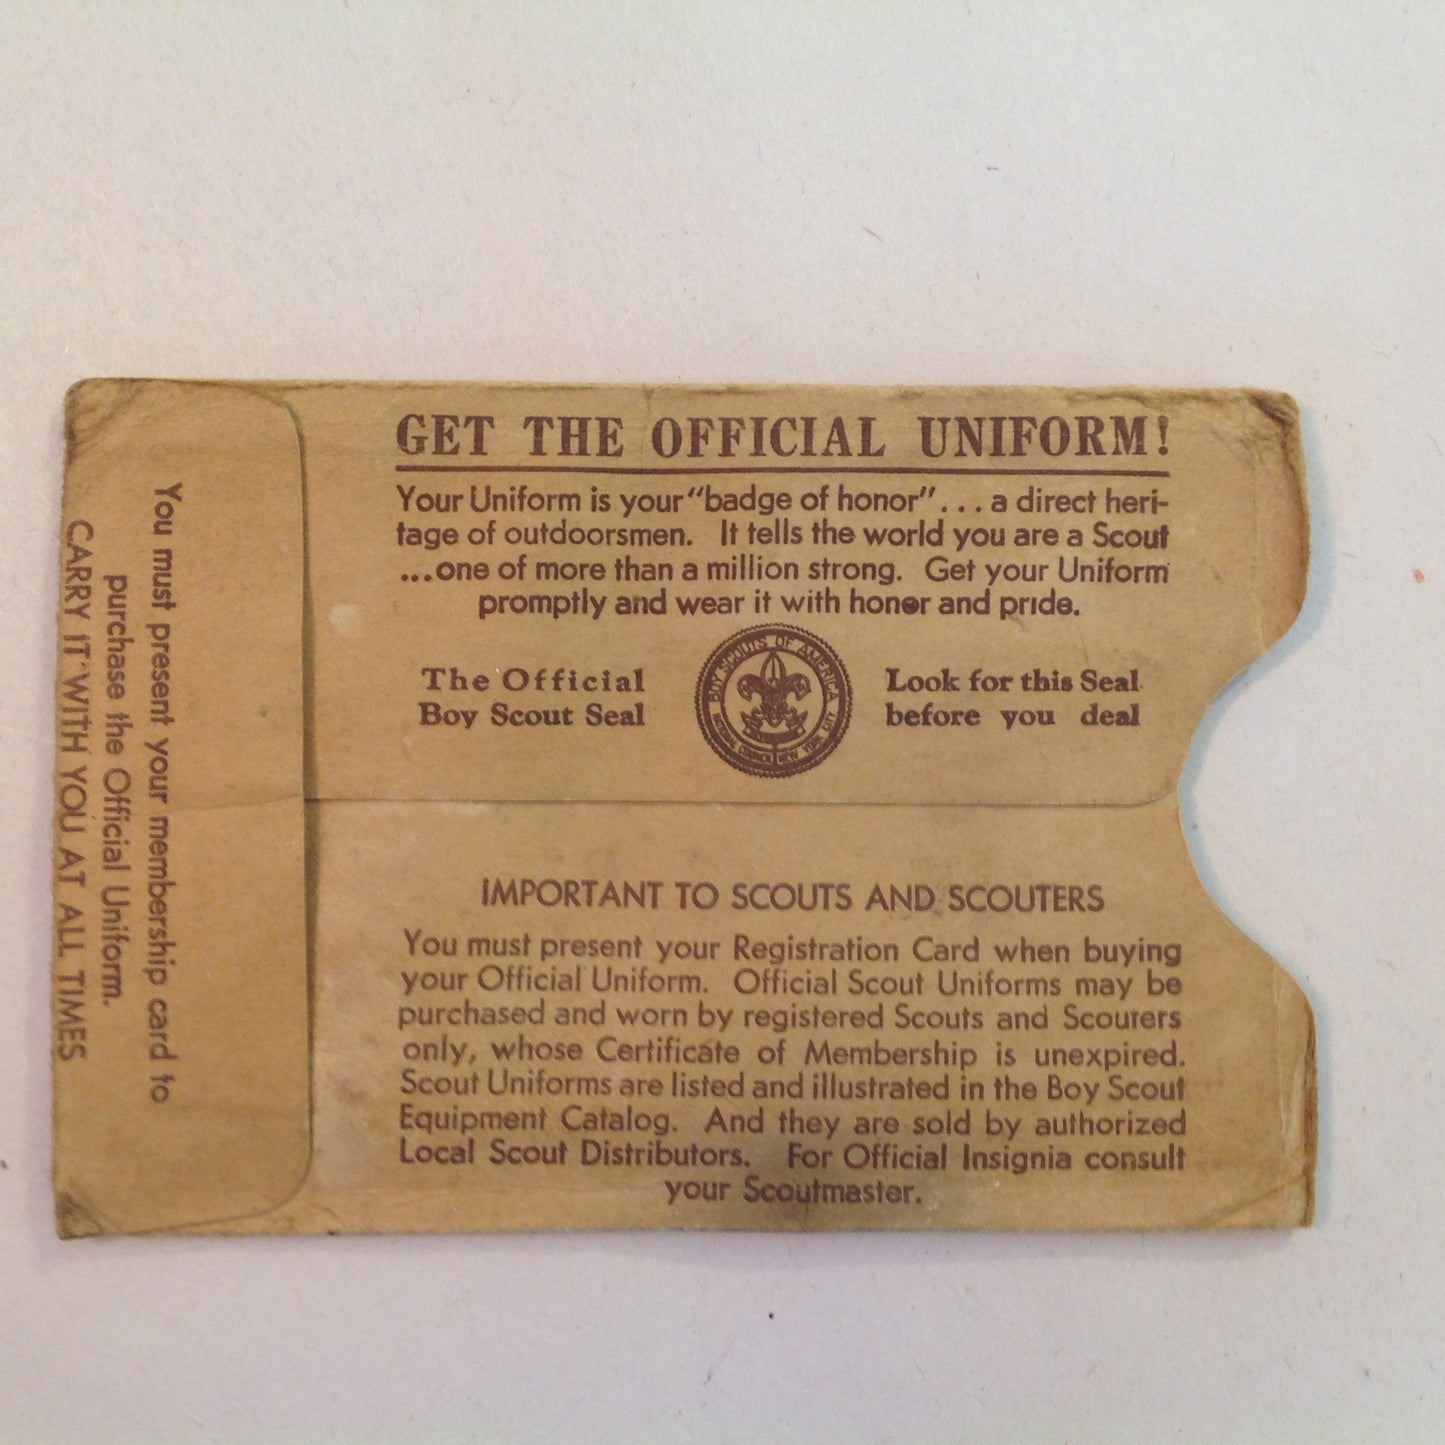 GET THE OFFICIAL UNIFORM!
Your Uniform is your "badge of honor" ... a direct heri-
tage of outdoorsmen. It tells the world you are a Scout
...one of more than a million strong. Get your Uniform
promptly and wear it with honor and pride.
The Official
Boy Scout Seal
BOY SCOUTS OF AMERICA
NATIONAL COUNCIL NEW YORK CITY
Look for this Seal
before you deal
IMPORTANT TO SCOUTS AND SCOUTERS
You must present your Registration Card when buying
your Official Uniform. Official Scout Uniforms may be
purchased and worn by registered Scouts and Scouters
only, whose Certificate of Membership is unexpired.
Scout Uniforms are listed and illustrated in the Boy Scout
Equipment Catalog. And they are sold by authorized
Local Scout Distributors. For Official Insignia consult
your Scoutmaster.
You must present your membership card to
purchase the Official Uniform.
CARRY IT WITH YOU AT ALL TIMES